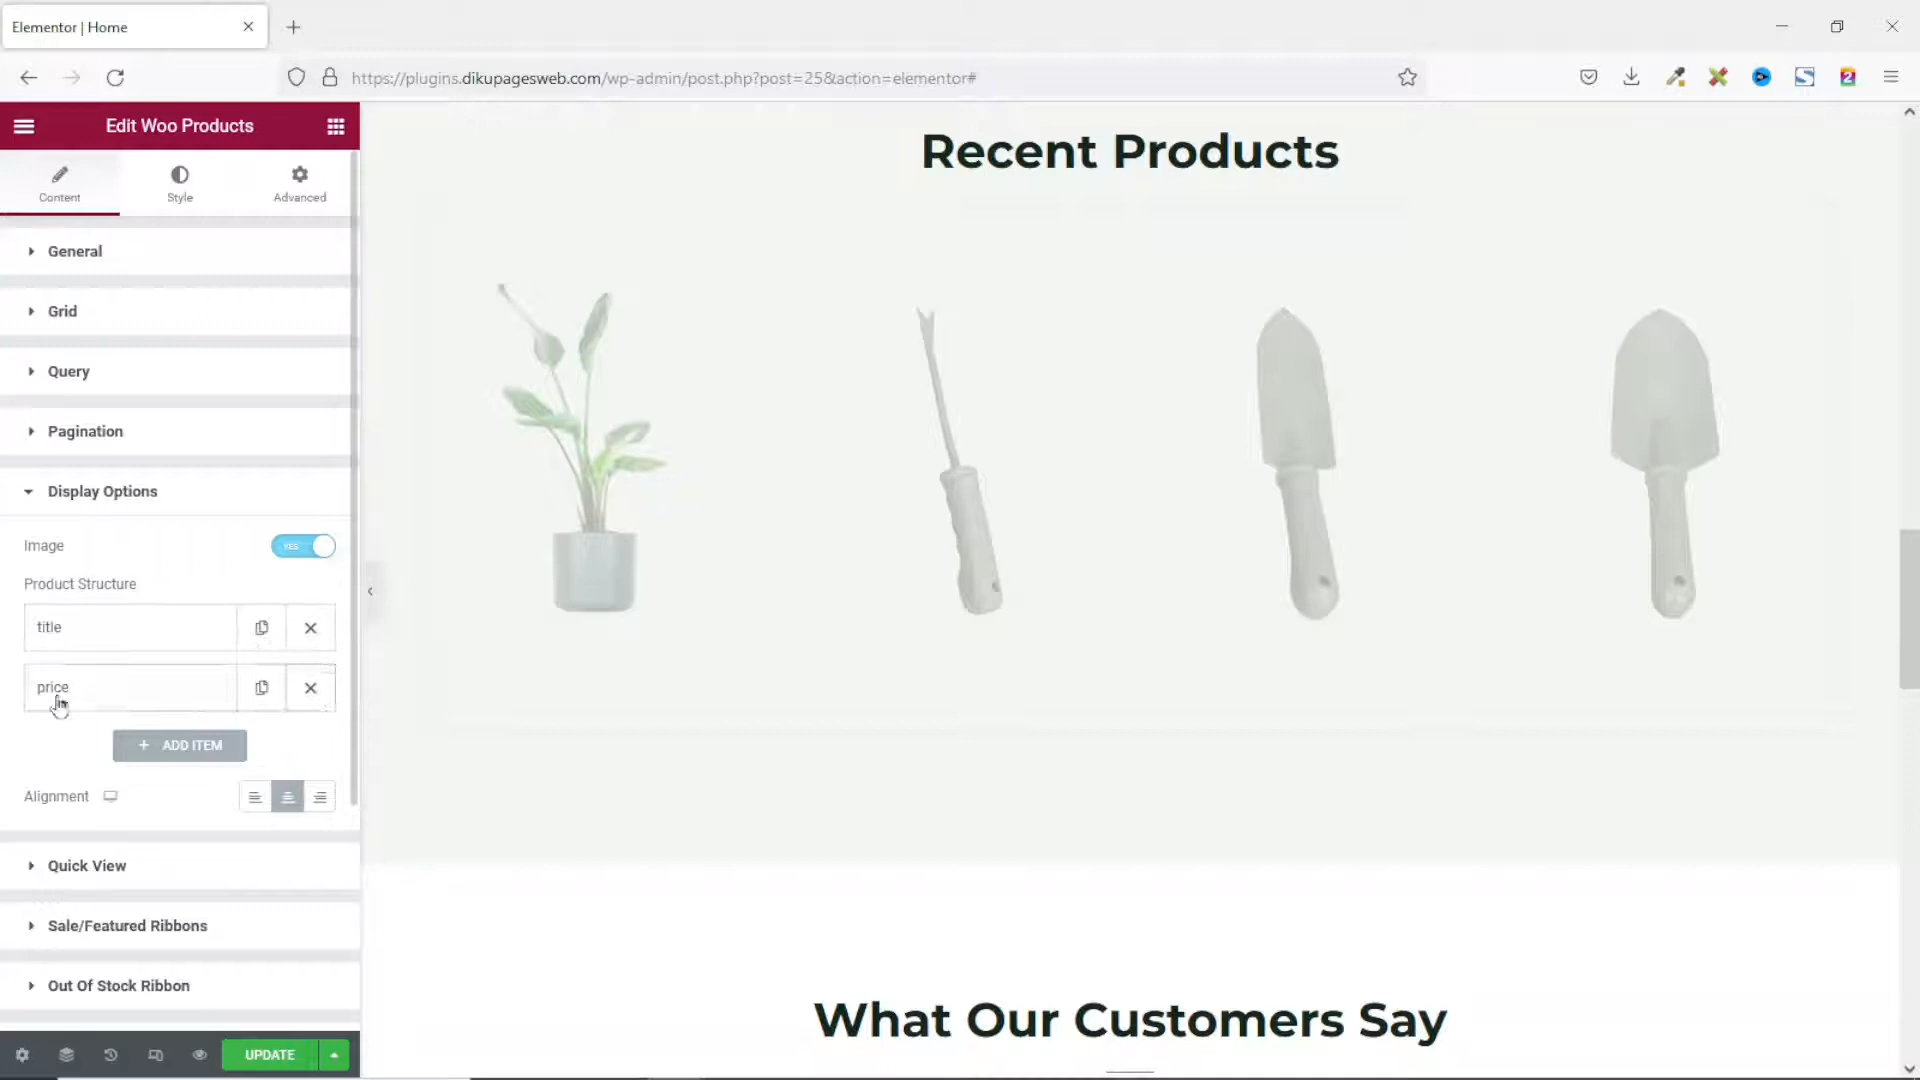 Elementor | Home
https://plugins.dikupagesweb.com/wp-admin/post.php?post=25&action=elementor#
Edit Woo Products
Content
Style
Advanced
General
Grid
Query
Pagination
Display Options
Image
YES
Product Structure
title
price
+ ADD ITEM
Alignment
Quick View
Sale/Featured Ribbons
Out Of Stock Ribbon
UPDATE
Recent Products
What Our Customers Say